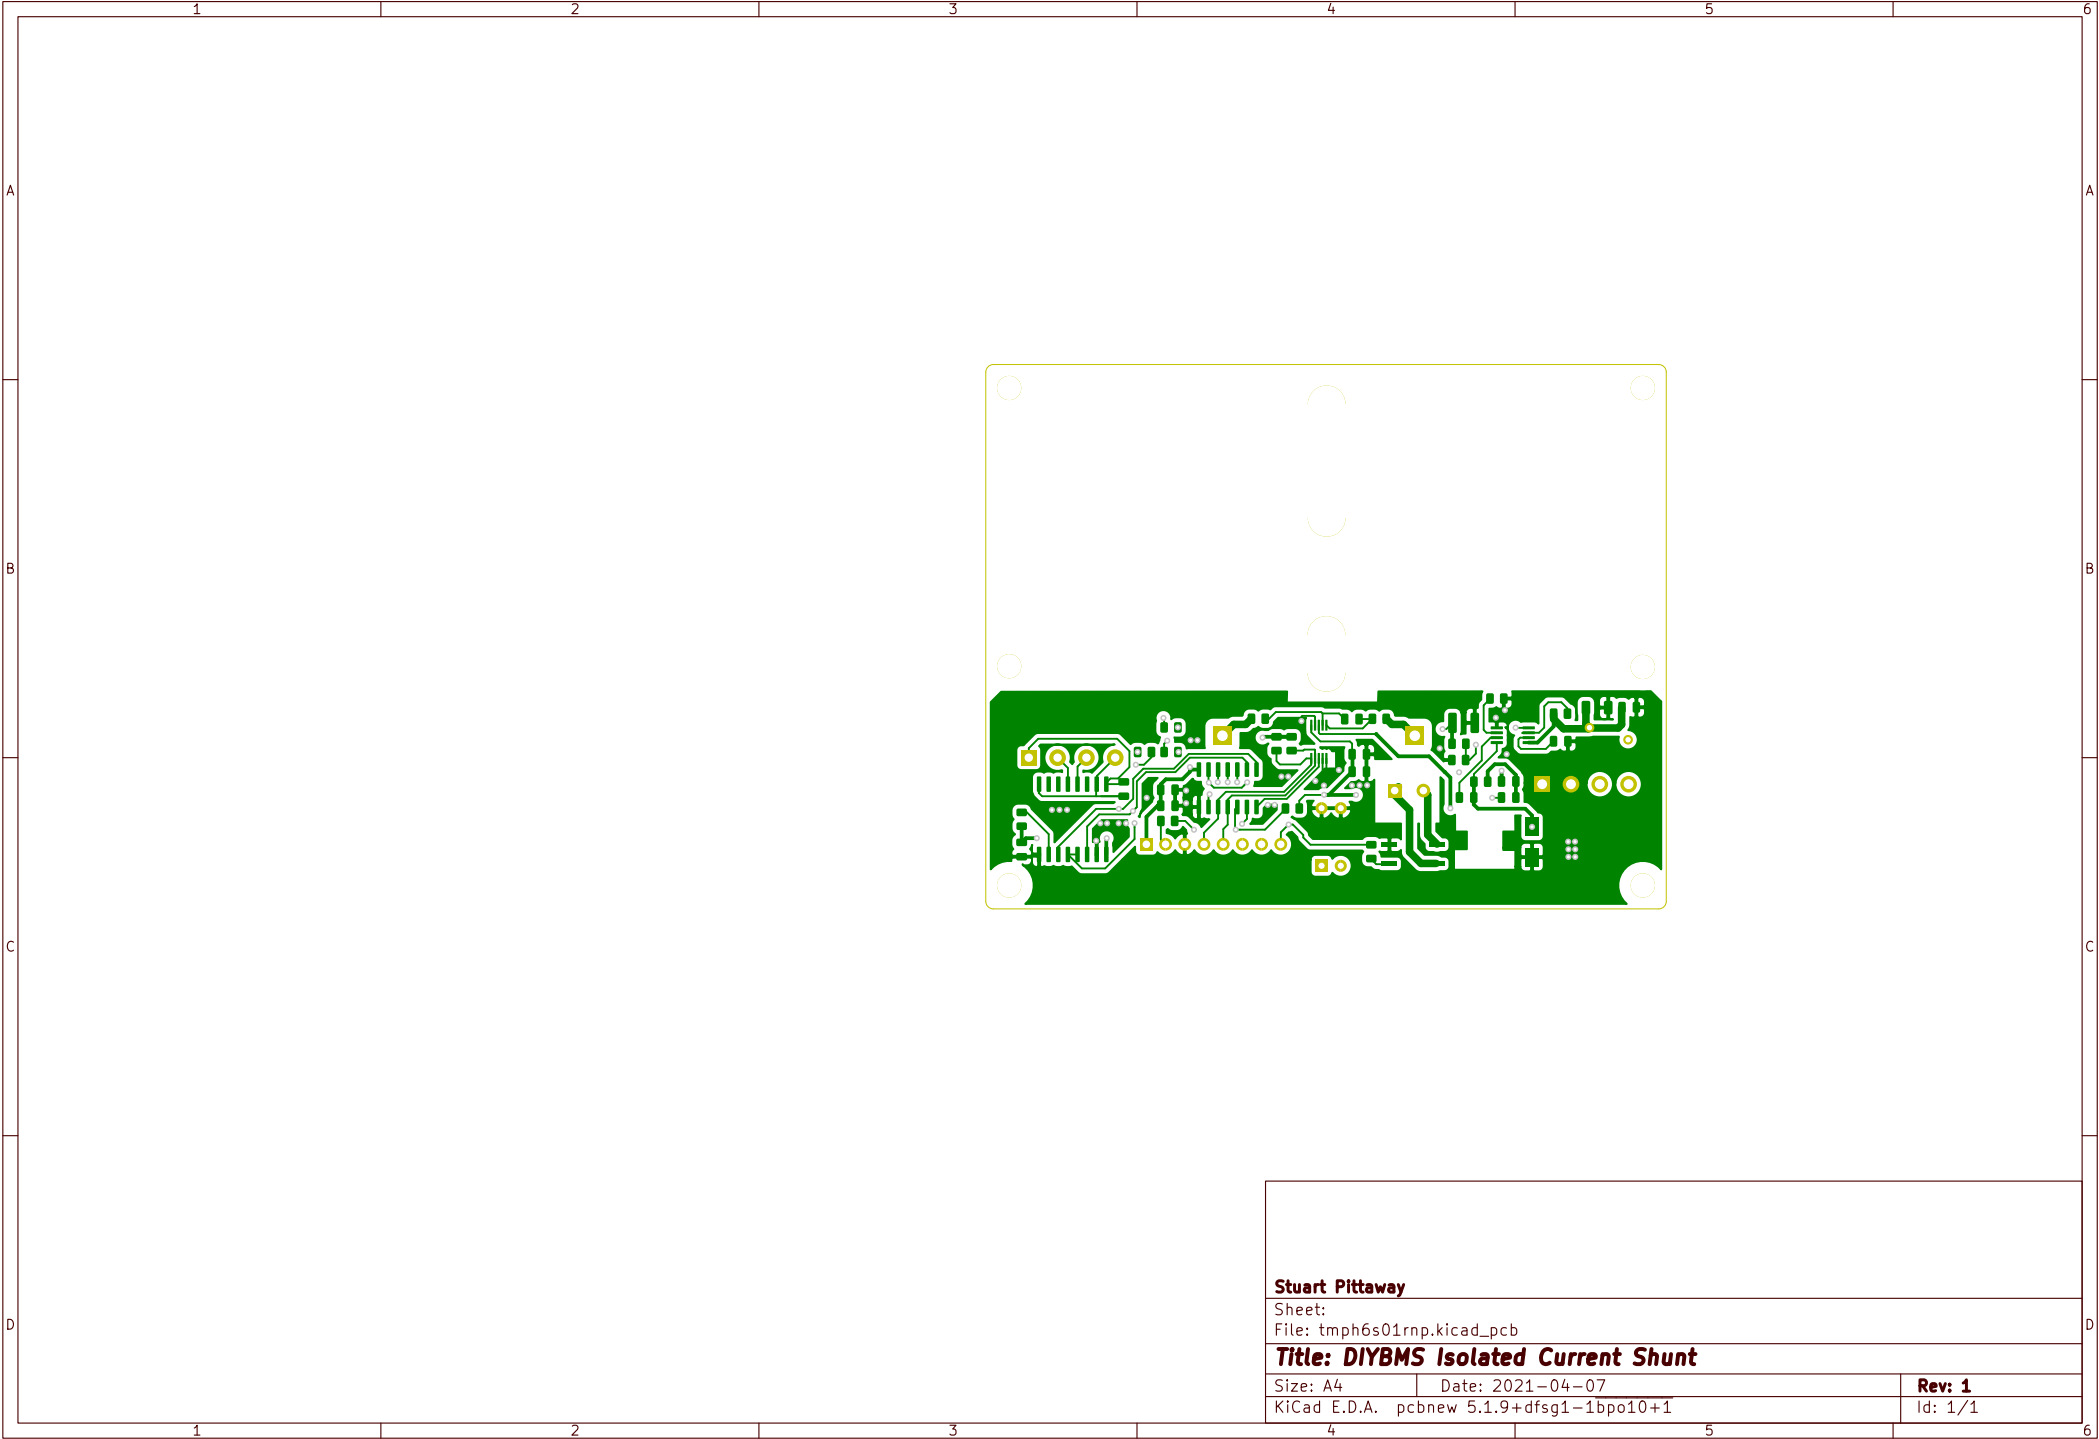 1 2 3 4 5 6
A A
B B
C C
D D
Stuart Pittaway
Sheet:
File: tmph6s01rnp.kicad_pcb
Title: DIYBMS Isolated Current Shunt
Size: A4 Date: 2021-04-07 Rev: 1
KiCad E.D.A. pcbnew 5.1.9+dfsg1-1bpo10+1 Id: 1/1
1 2 3 4 5 6